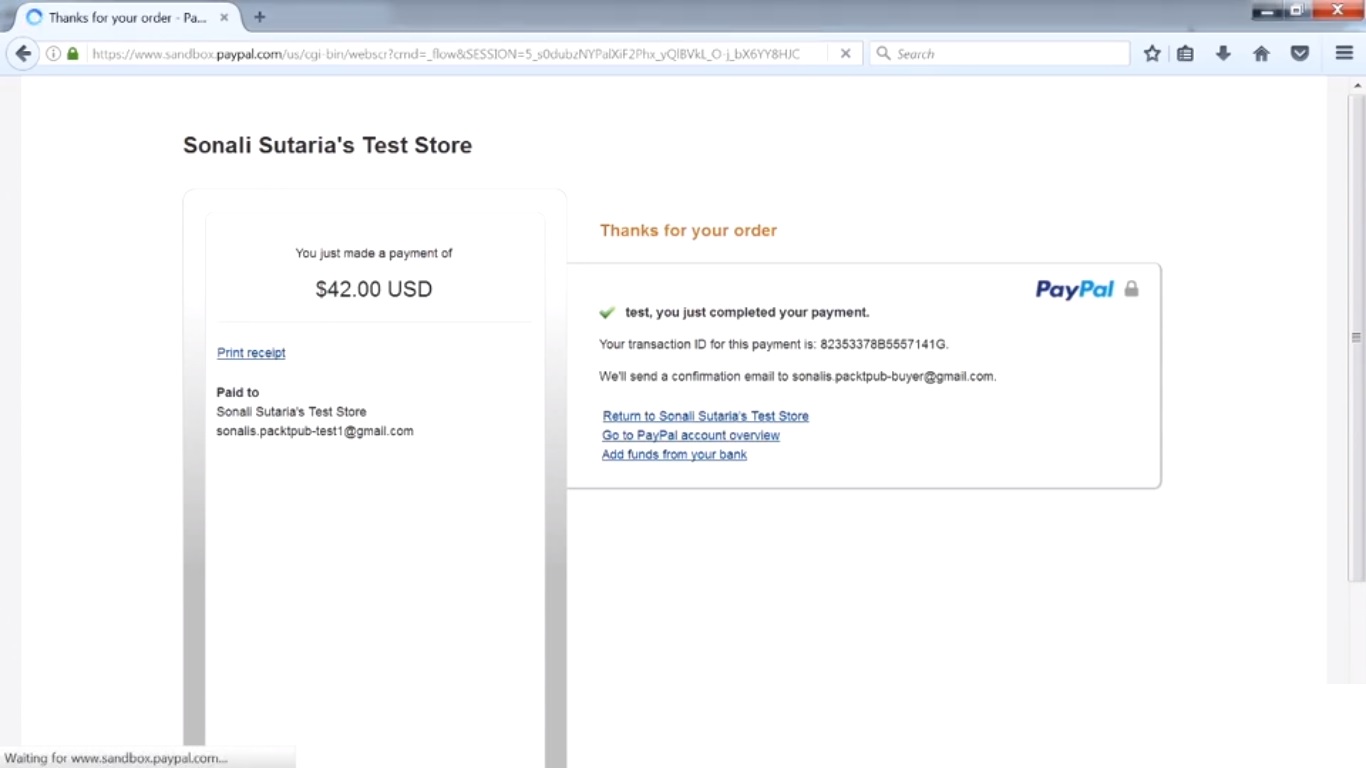 Thanks for your order - Pa...
https://www.sandbox.paypal.com/us/cgi-bin/webscr?cmd=_flow&SESSION=5_s0dubzNYPalXiF2Phx_yQlBVkL_O-j_bX6YY8HJC
Search
Sonali Sutaria's Test Store
You just made a payment of
$42.00 USD
Print receipt
Paid to
Sonali Sutaria's Test Store
sonalis.packtpub-test1@gmail.com
Thanks for your order
PayPal
test, you just completed your payment.
Your transaction ID for this payment is: 82353378B5557141G.
We'll send a confirmation email to sonalis.packtpub-buyer@gmail.com.
Return to Sonali Sutaria's Test Store
Go to PayPal account overview
Add funds from your bank
Waiting for www.sandbox.paypal.com...